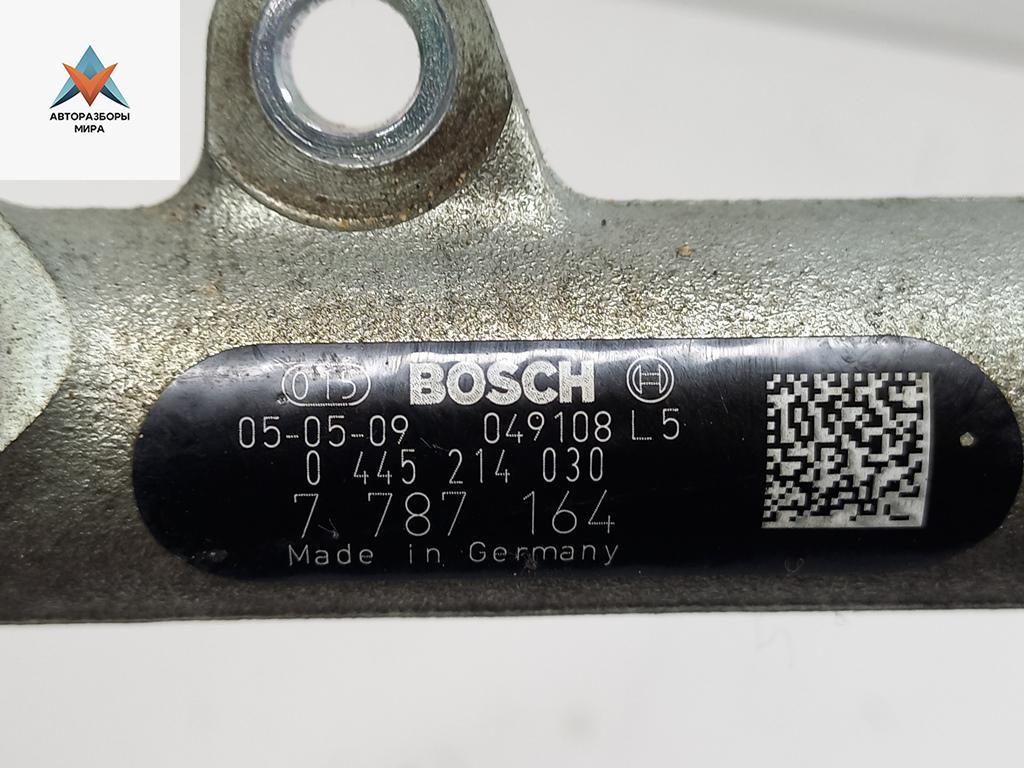 АВТОРАЗБОРЫ
МИРА
015 BOSCH
05-05-09 049108 L5
0 445 214 030
7 787 164
Made in Germany